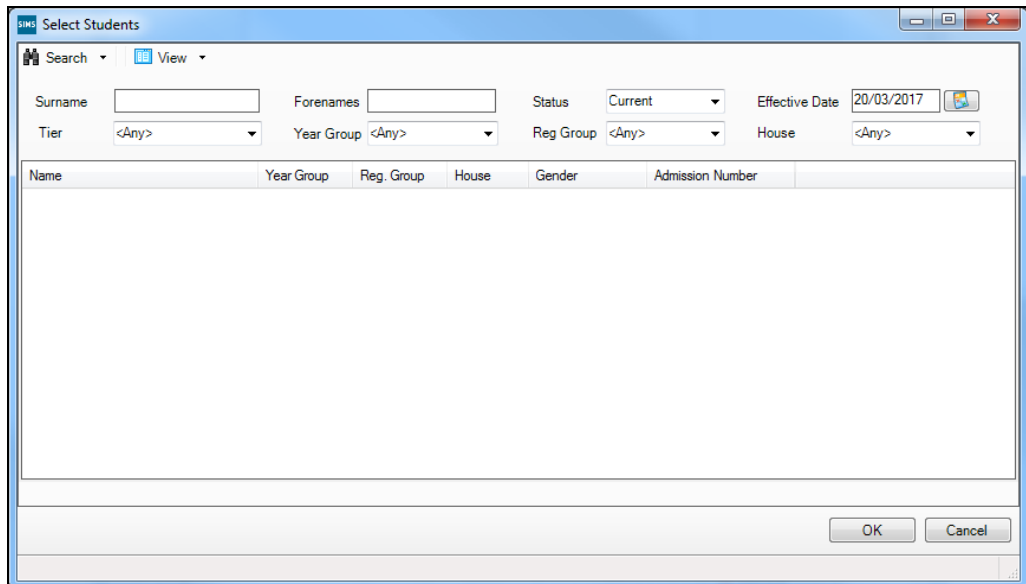 SIMS Select Students
Search View
Surname Forenames Status Current Effective Date 20/03/2017
Tier <Any> Year Group <Any> Reg Group <Any> House <Any>
Name Year Group Reg. Group House Gender Admission Number
OK Cancel